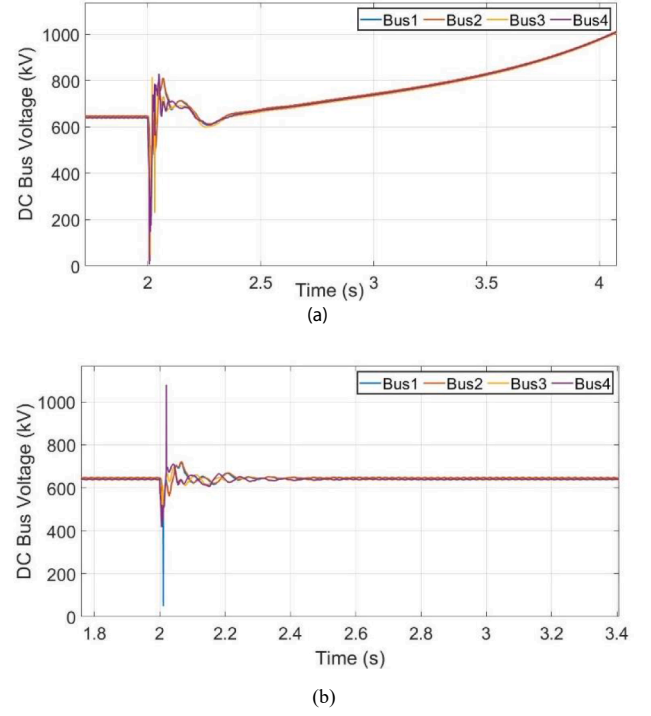 Bus1 Bus2 Bus3 Bus4
1000
800
600
400
200
0
DC Bus Voltage (kV)
2 2.5 3 3.5 4
Time (s)
(a)
Bus1 Bus2 Bus3 Bus4
1000
800
600
400
200
0
DC Bus Voltage (kV)
1.8 2 2.2 2.4 2.6 2.8 3 3.2 3.4
Time (s)
(b)